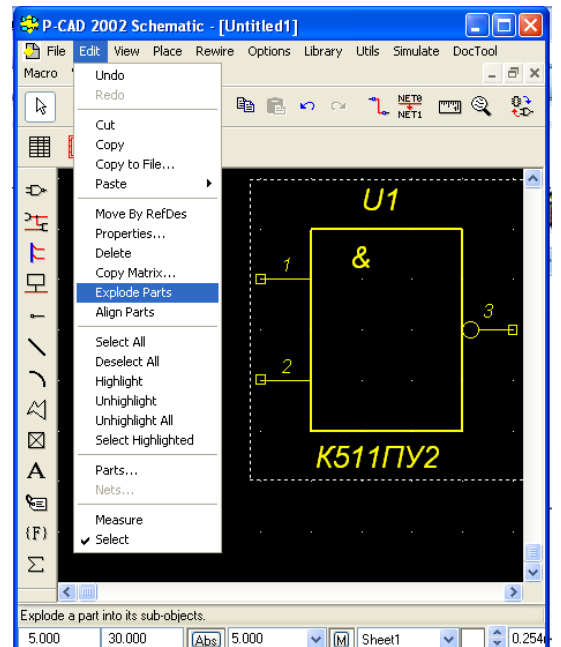 P-CAD 2002 Schematic - [Untitled1]
File Edit View Place Rewire Options Library Utils Simulate DocTool
Macro
NET0
NET1
Undo
Redo
Cut
Copy
Copy to File...
Paste
Move By RefDes
Properties...
Delete
Copy Matrix...
Explode Parts
Align Parts
Select All
Deselect All
Highlight
Unhighlight
Unhighlight All
Select Highlighted
Parts...
Nets...
Measure
Select
A
{F}
Σ
U1
&
1
2
3
К511ПУ2
Explode a part into its sub-objects.
5.000 30.000 Abs 5.000 M Sheet1